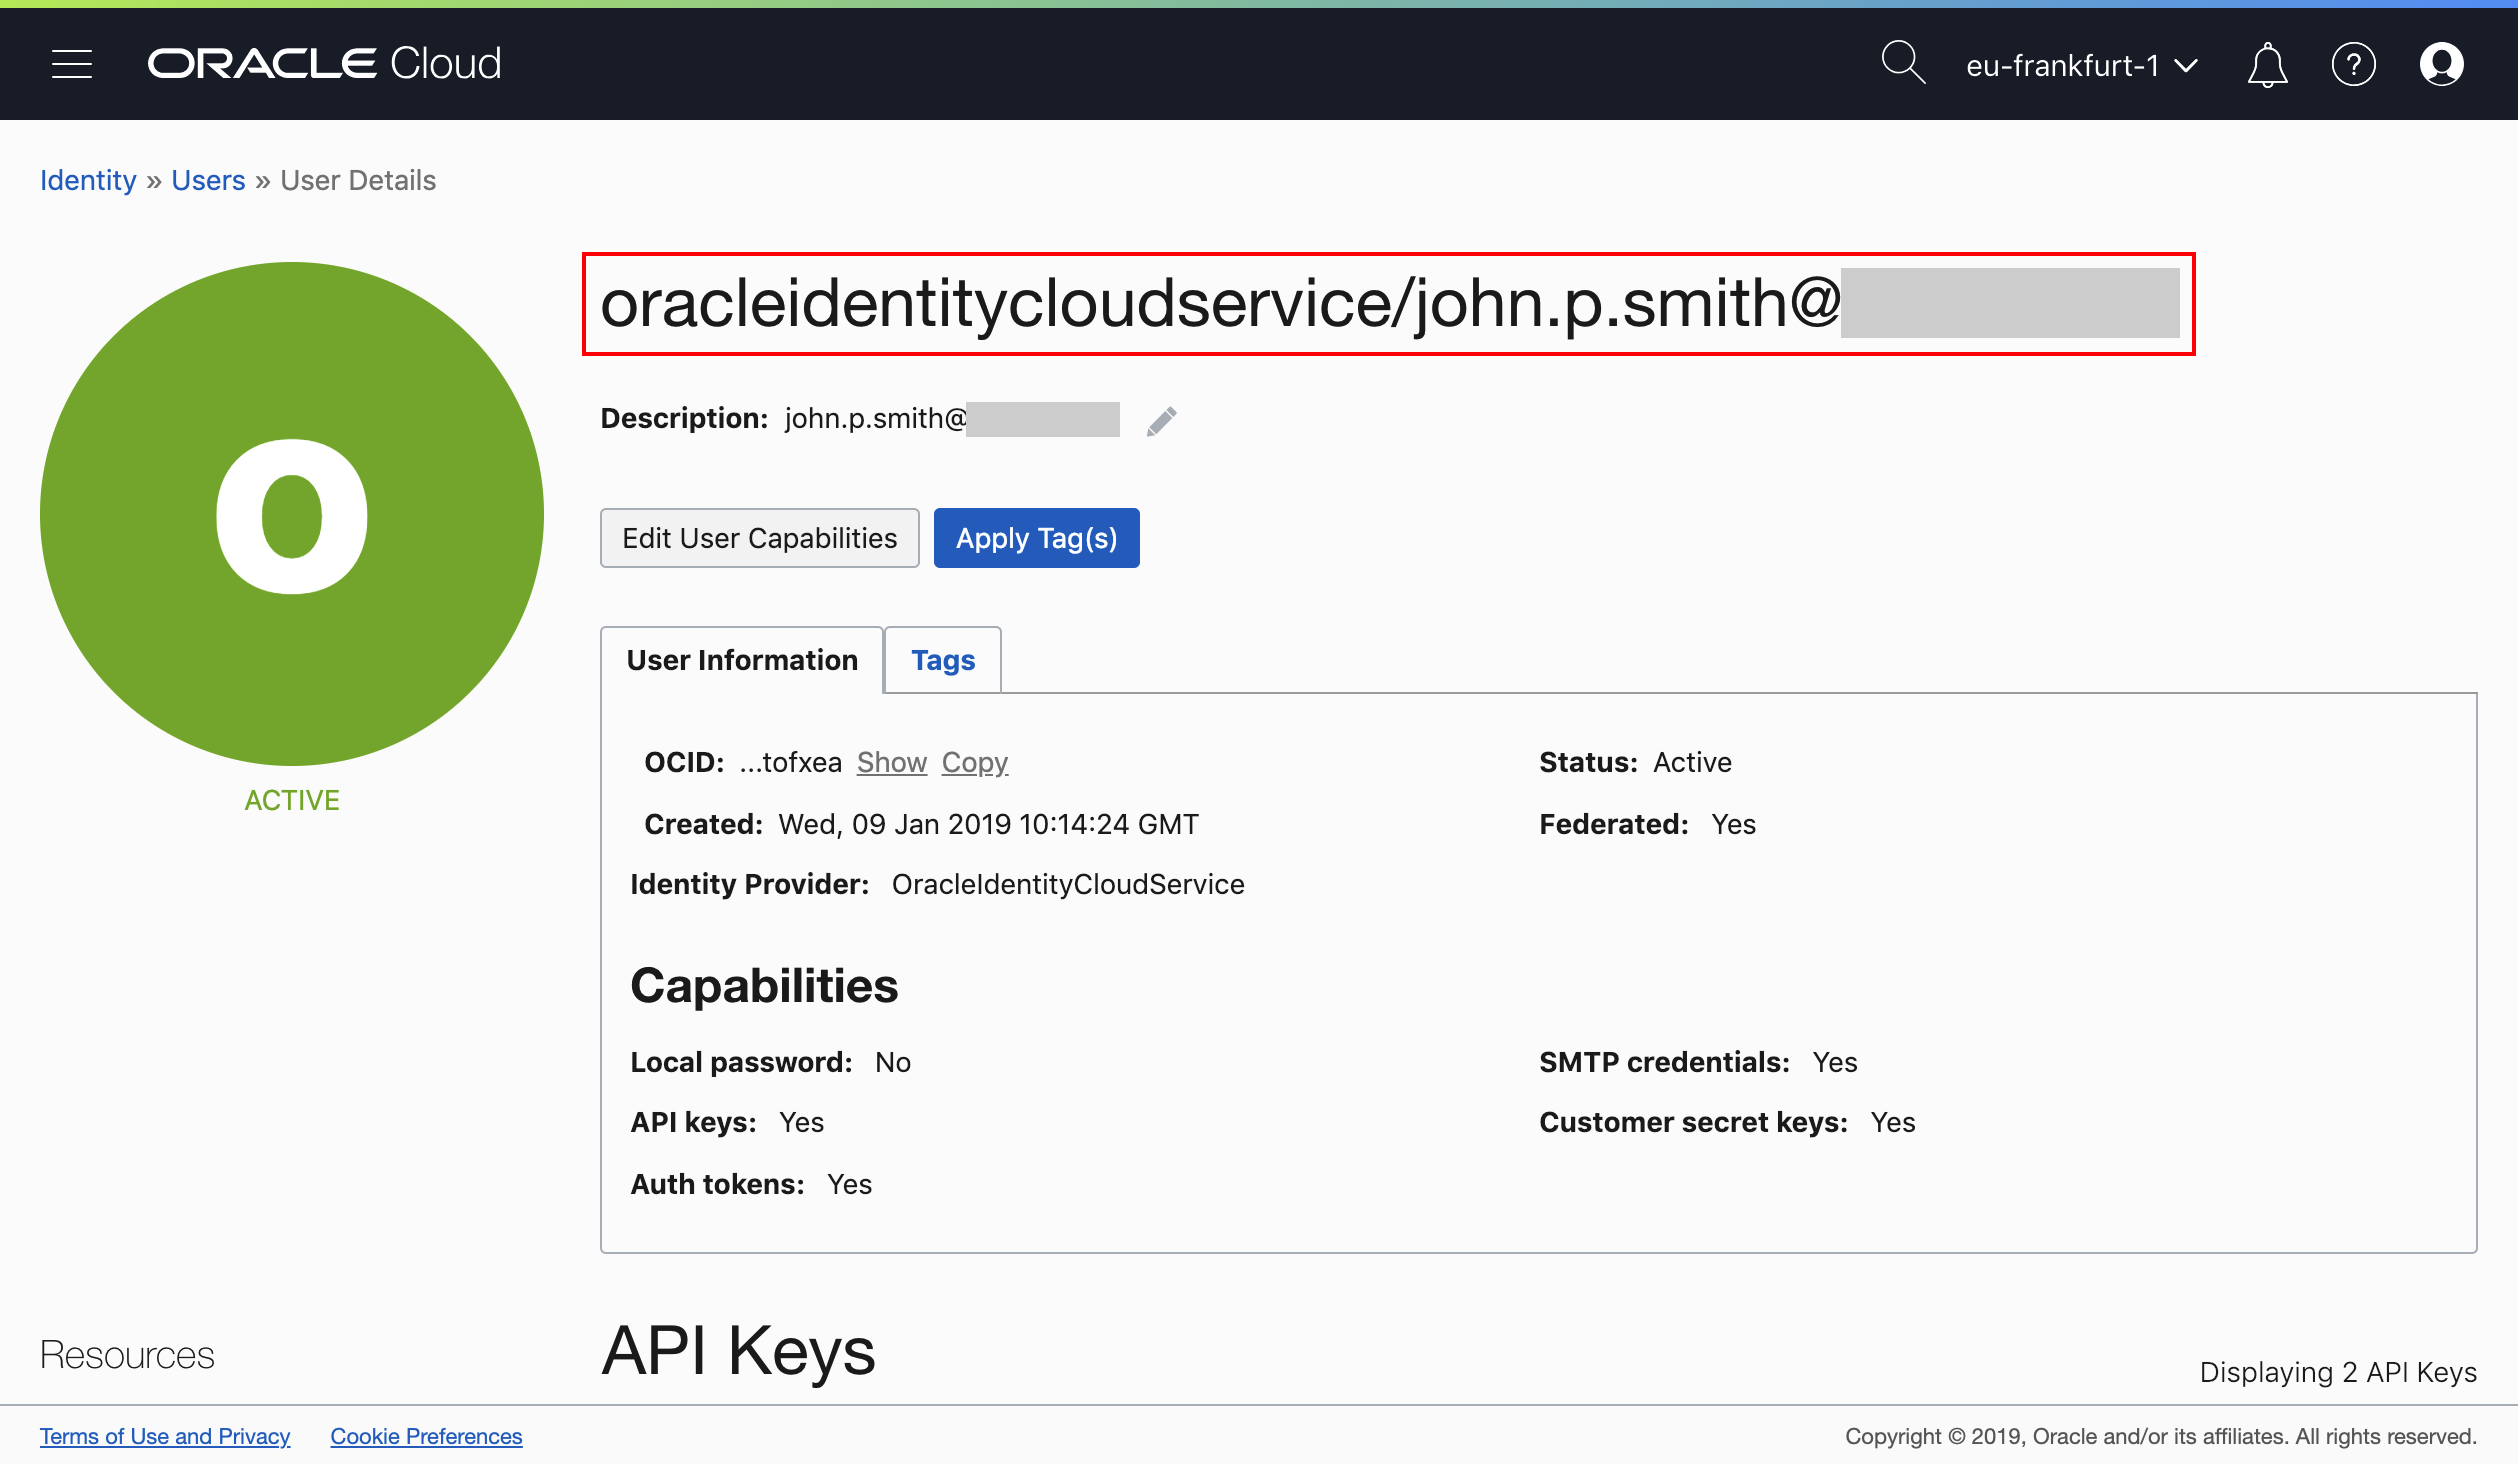 ORACLE Cloud
eu-frankfurt-1
?
Identity » Users » User Details
oracleidentitycloudservice/john.p.smith@
O
Description: john.p.smith@
Edit User Capabilities Apply Tag(s)
User Information Tags
OCID: ...tofxea Show Copy
Status: Active
Created: Wed, 09 Jan 2019 10:14:24 GMT
Federated: Yes
Identity Provider: OracleIdentityCloudService
ACTIVE
Capabilities
Local password: No
SMTP credentials: Yes
API keys: Yes
Customer secret keys: Yes
Auth tokens: Yes
Resources
API Keys
Displaying 2 API Keys
Terms of Use and Privacy Cookie Preferences
Copyright © 2019, Oracle and/or its affiliates. All rights reserved.